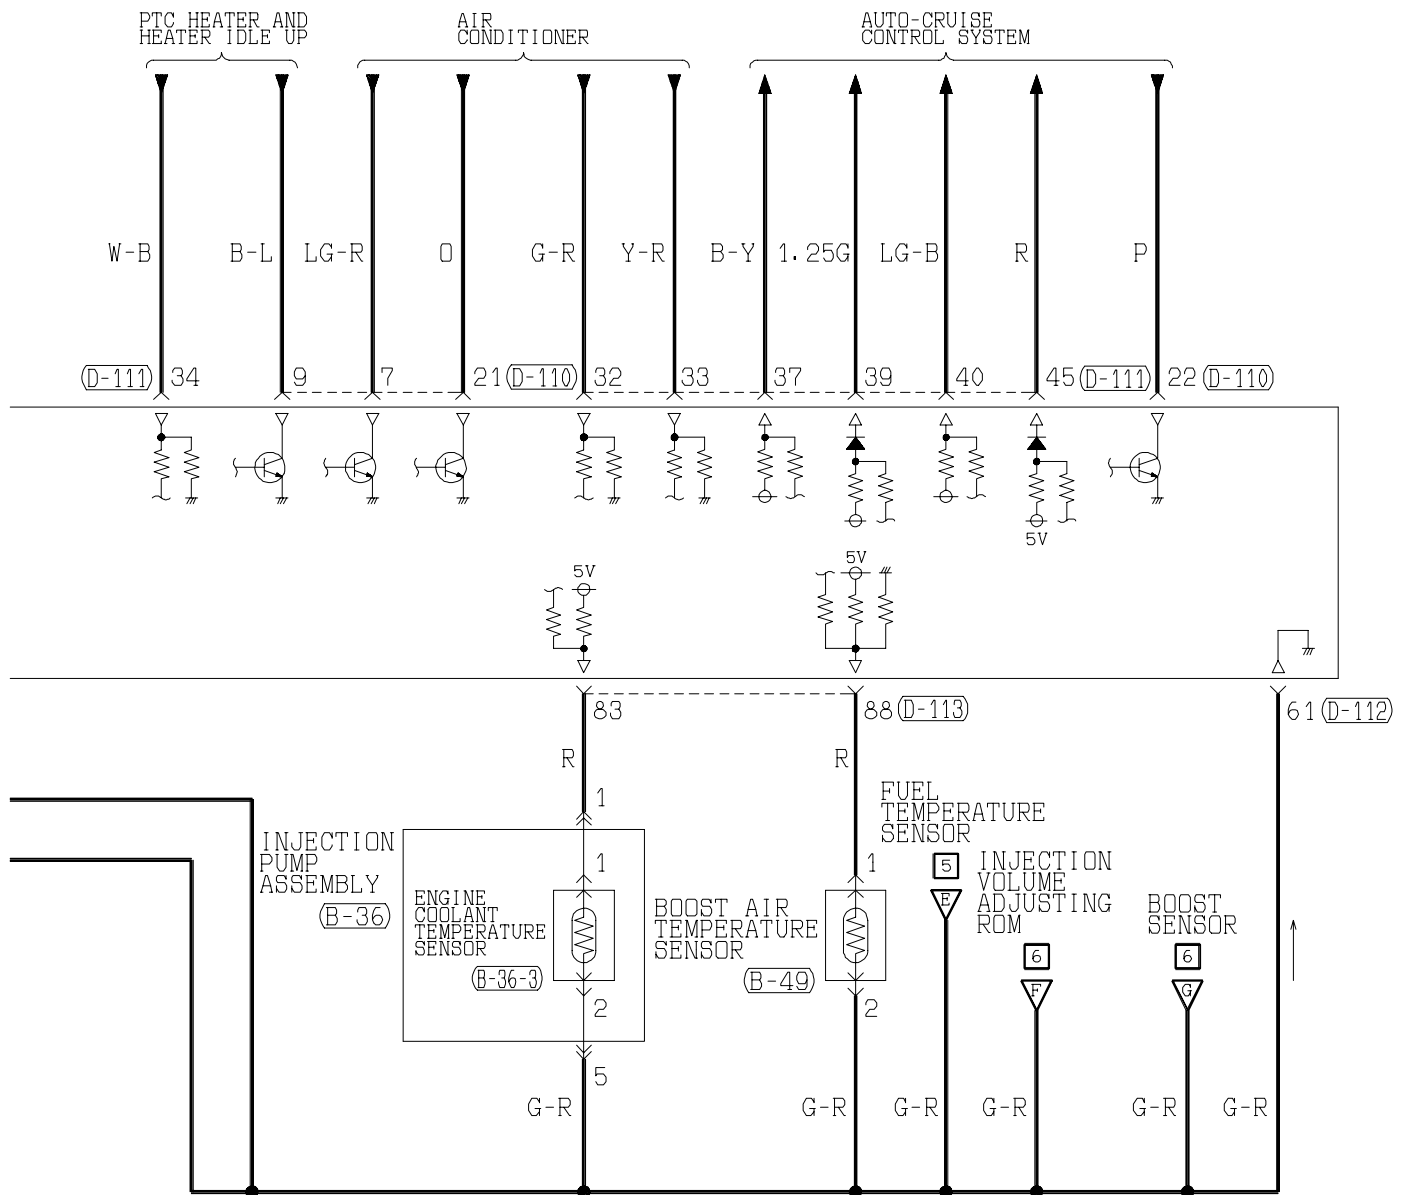 PTC HEATER AND
HEATER IDLE UP
AIR
CONDITIONER
AUTO-CRUISE
CONTROL SYSTEM
W-B
B-L
LG-R
O
G-R
Y-R
B-Y
1.25G
LG-B
R
P
D-111
34
9
7
21
D-110
32
33
37
39
40
45
D-111
22
D-110
5V
5V
5V
83
88
D-113
61
D-112
R
R
1
INJECTION
PUMP
ASSEMBLY
B-36
1
ENGINE
COOLANT
TEMPERATURE
SENSOR
B-36-3
2
5
BOOST AIR
TEMPERATURE
SENSOR
B-49
1
2
FUEL
TEMPERATURE
SENSOR
5
E
INJECTION
VOLUME
ADJUSTING
ROM
6
F
BOOST
SENSOR
6
G
G-R
G-R
G-R
G-R
G-R
G-R